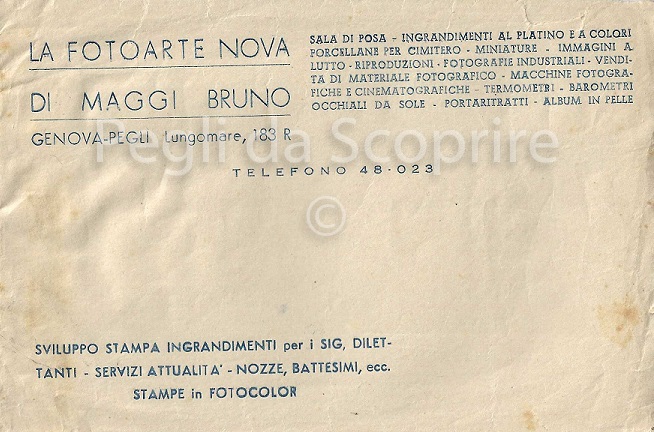 LA FOTOARTE NOVA
DI MAGGI BRUNO
GENOVA-PEGLI Lungomare, 183 R
SALA DI POSA - INGRANDIMENTI AL PLATINO E A COLORI
PORCELLANE PER CIMITERO - MINIATURE - IMMAGINI A
LUTTO - RIPRODUZIONI - FOTOGRAFIE INDUSTRIALI - VENDI-
TA DI MATERIALE FOTOGRAFICO - MACCHINE FOTOGRA-
FICHE E CINEMATOGRAFICHE - TERMOMETRI - BAROMETRI
OCCHIALI DA SOLE - PORTARITRATTI - ALBUM IN PELLE
Pegli da Scoprire
TELEFONO 48-023
©
SVILUPPO STAMPA INGRANDIMENTI per i SIG, DILET-
TANTI - SERVIZI ATTUALITA' - NOZZE, BATTESIMI, ecc.
STAMPE in FOTOCOLOR